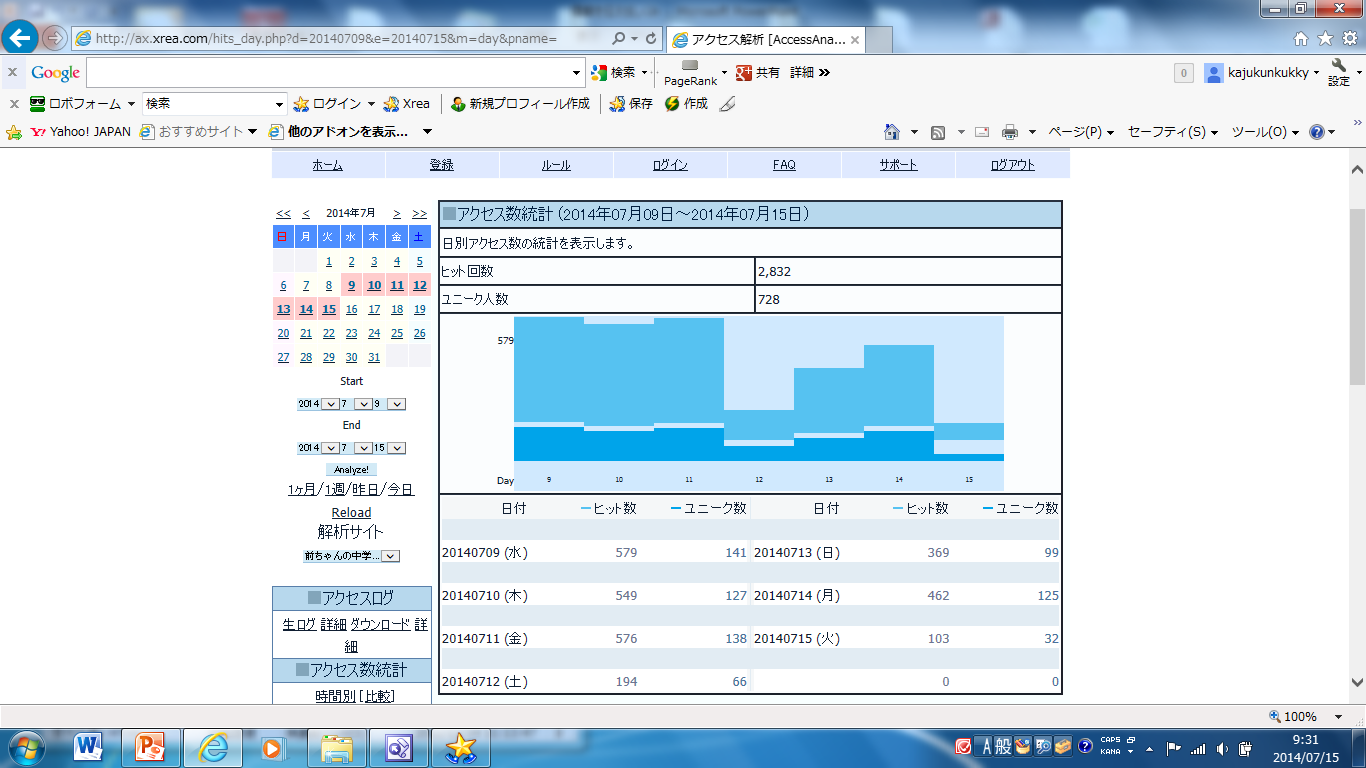 http://ax.xrea.com/hits_day.php?d=20140709&e=20140715&m=day&pname=
アクセス解析 [AccessAna...
Google 検索 PageRank 共有 詳細 » 0 kajukunkukky 設定
ロボフォーム 検索 ログイン Xrea 新規プロフィール作成 保存 作成
Yahoo! JAPAN おすすめサイト 他のアドオンを表示... ページ(P) セーフティ(S) ツール(O) »
ホーム 登録 ルール ログイン FAQ サポート ログアウト
<< < 2014年7月 > >>
日 月 火 水 木 金 土
1 2 3 4 5
6 7 8 9 10 11 12
13 14 15 16 17 18 19
20 21 22 23 24 25 26
27 28 29 30 31
Start
2014 7 9
End
2014 7 15
Analyze!
1ヶ月/1週/昨日/今日
Reload
解析サイト
前ちゃんの中学...
■アクセスログ
生ログ 詳細 ダウンロード 詳
細
■アクセス数統計
時間別 [比較]
■アクセス数統計 (2014年07月09日～2014年07月15日)
日別アクセス数の統計を表示します。
ヒット回数 2,832
ユニーク人数 728
579
Day 9 10 11 12 13 14 15
日付 ヒット数 ユニーク数 日付 ヒット数 ユニーク数
20140709 (水) 579 141 20140713 (日) 369 99
20140710 (木) 549 127 20140714 (月) 462 125
20140711 (金) 576 138 20140715 (火) 103 32
20140712 (土) 194 66 0 0
100%
A 般 CAPS KANA 9:31
2014/07/15